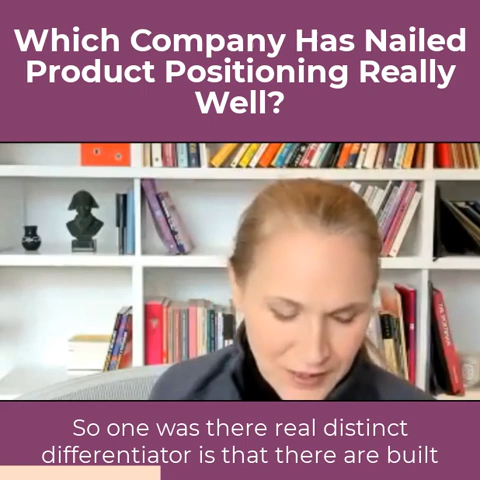 Which Company Has Nailed
Product Positioning Really
Well?
So one was there real distinct
differentiator is that there are built